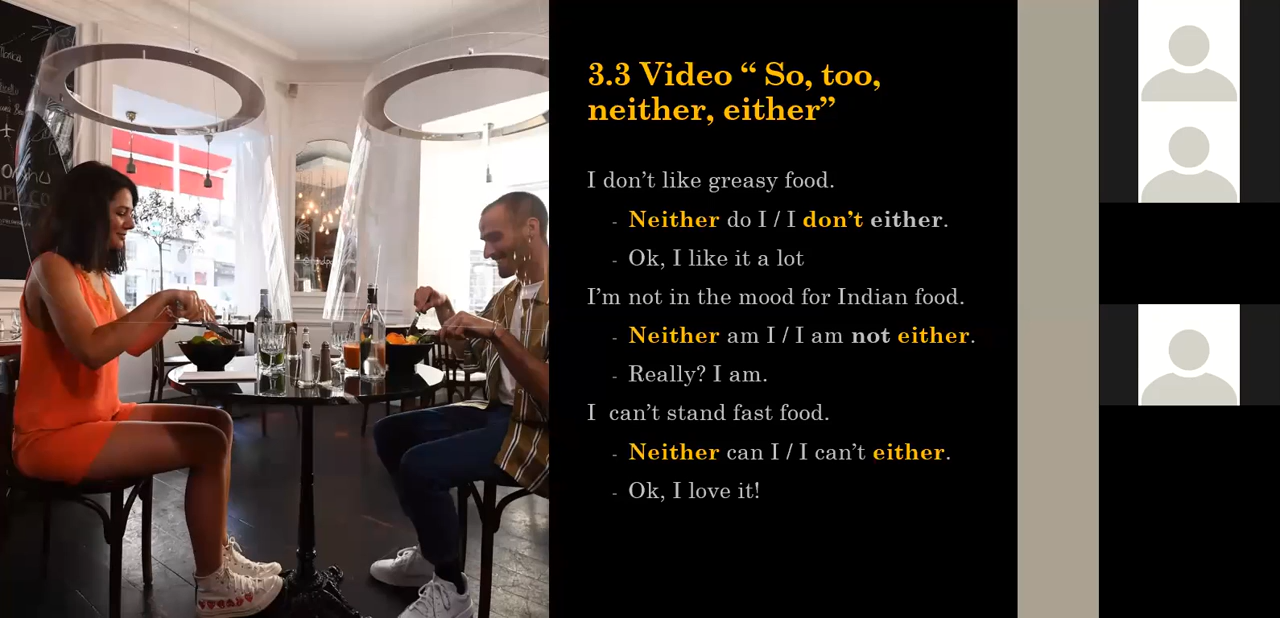 3.3 Video “ So, too,
neither, either”
I don’t like greasy food.
- Neither do I / I don’t either.
- Ok, I like it a lot
I’m not in the mood for Indian food.
- Neither am I / I am not either.
- Really? I am.
I can’t stand fast food.
- Neither can I / I can’t either.
- Ok, I love it!